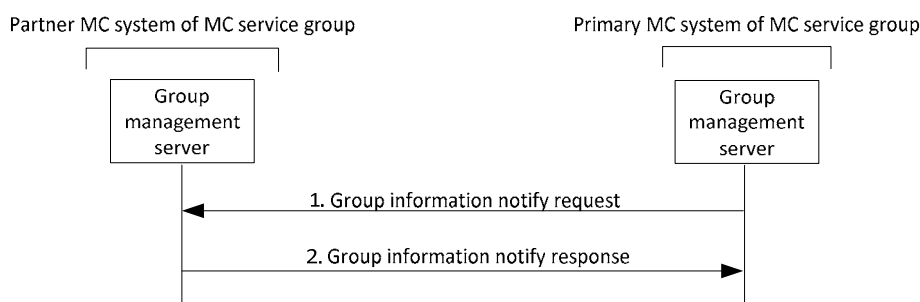 Partner MC system of MC service group
Primary MC system of MC service group
Group
management
server
Group
management
server
1. Group information notify request
2. Group information notify response